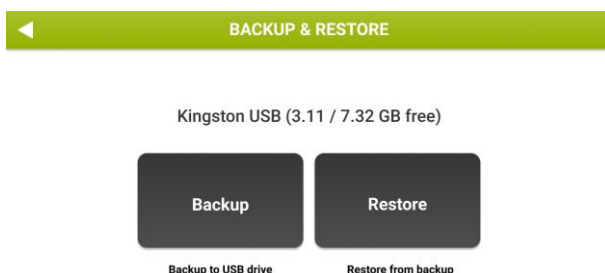 BACKUP & RESTORE
Kingston USB (3.11 / 7.32 GB free)
Backup Restore
Backup to USB drive Restore from backup